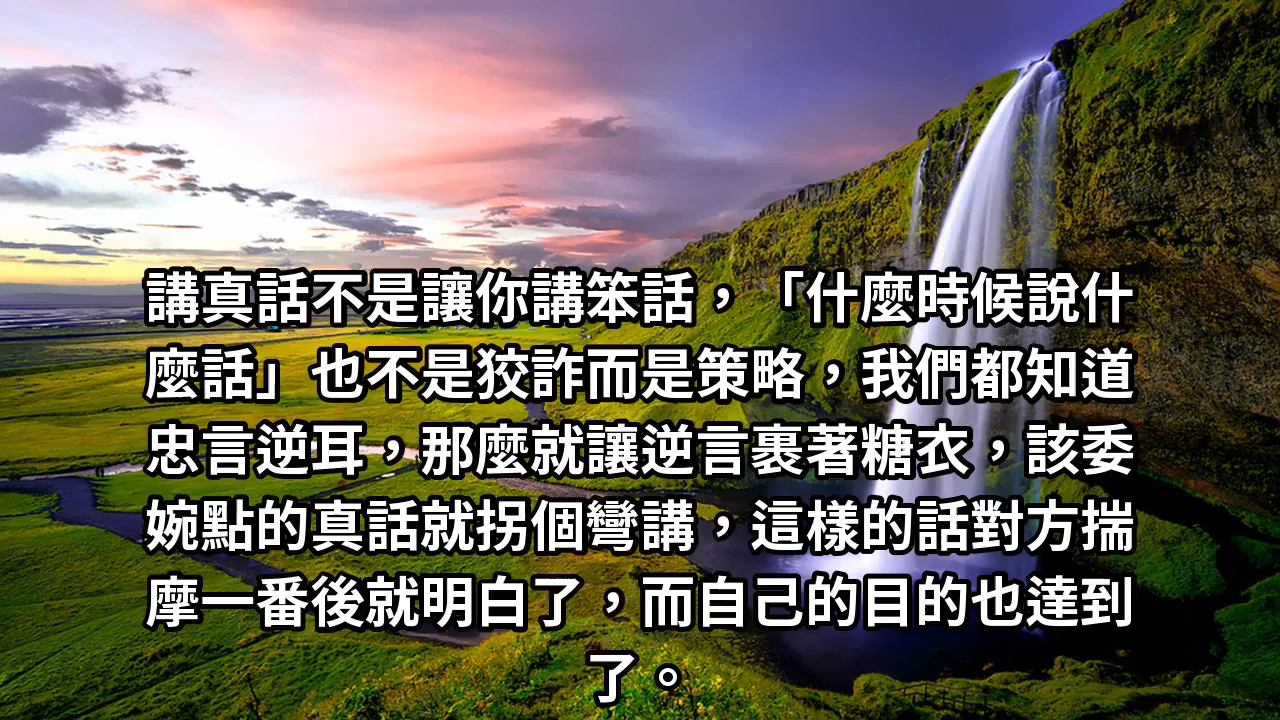 講真話不是讓你講笨話，「什麼時候說什
麼話」也不是狡詐而是策略，我們都知道
忠言逆耳，那麼就讓逆言裹著糖衣，該委
婉點的真話就拐個彎講，這樣的話對方揣
摩一番後就明白了，而自己的目的也達到
了。